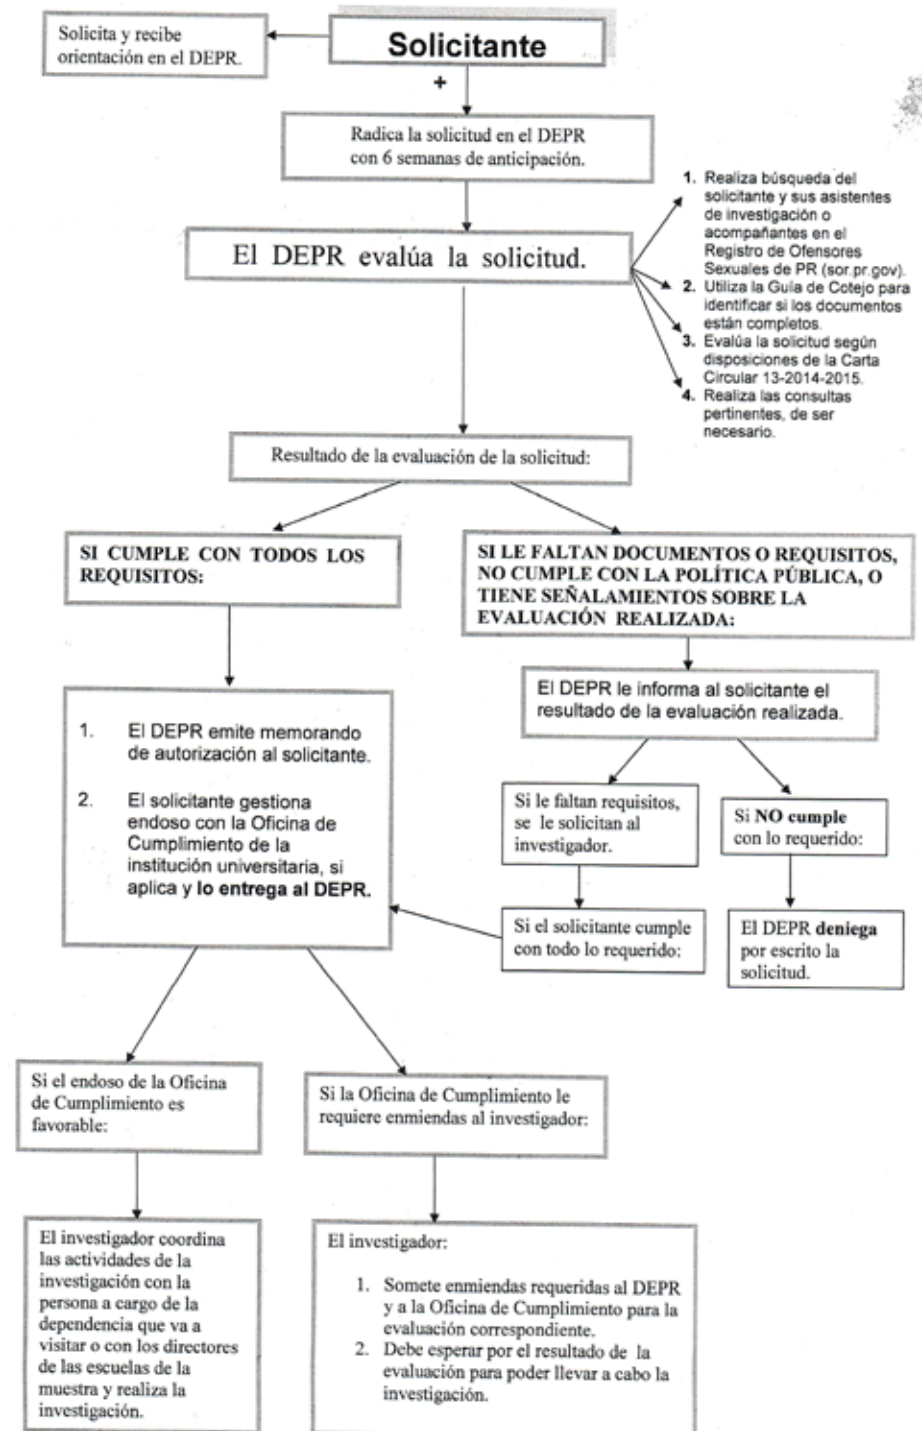 Solicita y recibe
orientación en el DEPR.
Solicitante
+
Radica la solicitud en el DEPR
con 6 semanas de anticipación.
El DEPR evalúa la solicitud.
1. Realiza búsqueda del
solicitante y sus asistentes
de investigación o
acompañantes en el
Registro de Ofensores
Sexuales de PR (sor.pr.gov).
2. Utiliza la Guía de Cotejo para
identificar si los documentos
están completos.
3. Evalúa la solicitud según
disposiciones de la Carta
Circular 13-2014-2015.
4. Realiza las consultas
pertinentes, de ser
necesario.
Resultado de la evaluación de la solicitud:
SI CUMPLE CON TODOS LOS
REQUISITOS:
SI LE FALTAN DOCUMENTOS O REQUISITOS,
NO CUMPLE CON LA POLÍTICA PÚBLICA, O
TIENE SEÑALAMIENTOS SOBRE LA
EVALUACIÓN REALIZADA:
1. El DEPR emite memorando
de autorización al solicitante.
2. El solicitante gestiona
endoso con la Oficina de
Cumplimiento de la
institución universitaria, si
aplica y lo entrega al DEPR.
El DEPR le informa al solicitante el
resultado de la evaluación realizada.
Si le faltan requisitos,
se le solicitan al
investigador.
Si NO cumple
con lo requerido:
Si el solicitante cumple
con todo lo requerido:
El DEPR deniega
por escrito la
solicitud.
Si el endoso de la Oficina
de Cumplimiento es
favorable:
Si la Oficina de Cumplimiento le
requiere enmiendas al investigador:
El investigador coordina
las actividades de la
investigación con la
persona a cargo de la
dependencia que va a
visitar o con los directores
de las escuelas de la
muestra y realiza la
investigación.
El investigador:
1. Somete enmiendas requeridas al DEPR
y a la Oficina de Cumplimiento para la
evaluación correspondiente.
2. Debe esperar por el resultado de la
evaluación para poder llevar a cabo la
investigación.